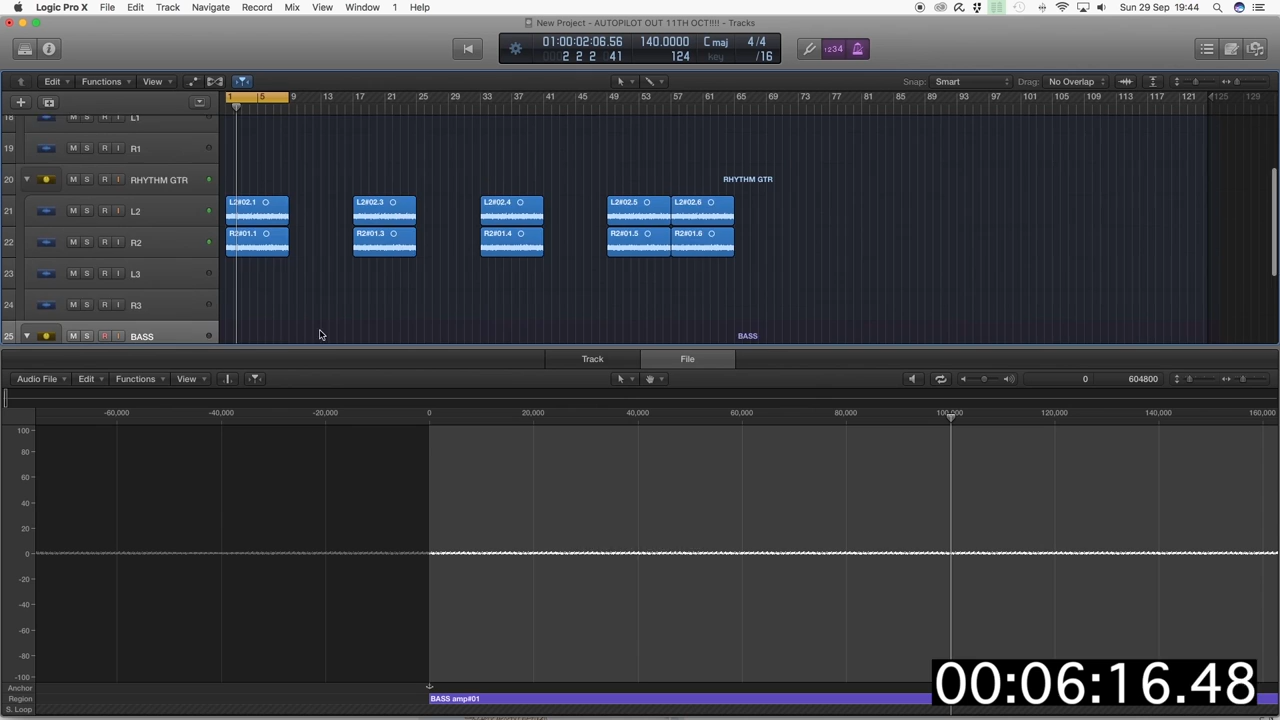 Logic Pro X File Edit Track Navigate Record Mix View Window 1 Help Sun 29 Sep 19:44
New Project - AUTOPILOT OUT 11TH OCT!!!! - Tracks
01:00:02:06.56 140.0000 C maj 4/4
2 2 2 41 124 key /16
1234
Edit Functions View Snap: Smart Drag: No Overlap
1 5 9 13 17 21 25 29 33 37 41 45 49 53 57 61 65 69 73 77 81 85 89 93 97 101 105 109 113 117 121 125 129
18 M S R I L1
19 M S R I R1
20 M S R I RHYTHM GTR RHYTHM GTR
21 M S R I L2 L2#02.1 L2#02.3 L2#02.4 L2#02.5 L2#02.6
22 M S R I R2 R2#01.1 R2#01.3 R2#01.4 R2#01.5 R2#01.6
23 M S R I L3
24 M S R I R3
25 M S R I BASS BASS
Track File
Audio File Edit Functions View 0 604800
-60,000 -40,000 -20,000 0 20,000 40,000 60,000 80,000 100,000 120,000 140,000 160,000
100
80
60
40
20
0
-20
-40
-60
-80
-100
Anchor
Region BASS amp#01
S. Loop
00:06:16.48